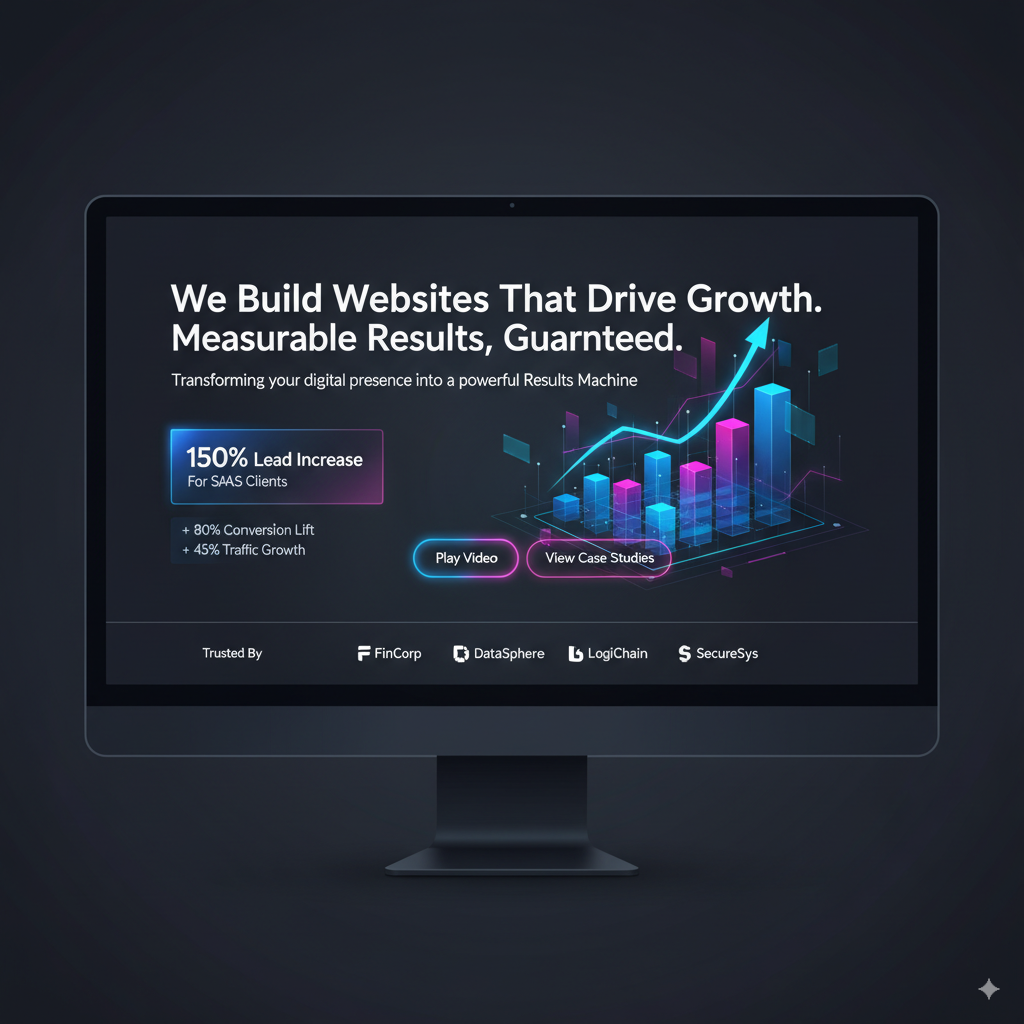 We Build Websites That Drive Growth.
Measurable Results, Guarnteed.
Transforming your digital presence into a powerful Results Machine
150% Lead Increase
For SAAS Clients
+ 80% Conversion Lift
+ 45% Traffic Growth
Play Video
View Case Studies
Trusted By
FinCorp
DataSphere
LogiChain
SecureSys